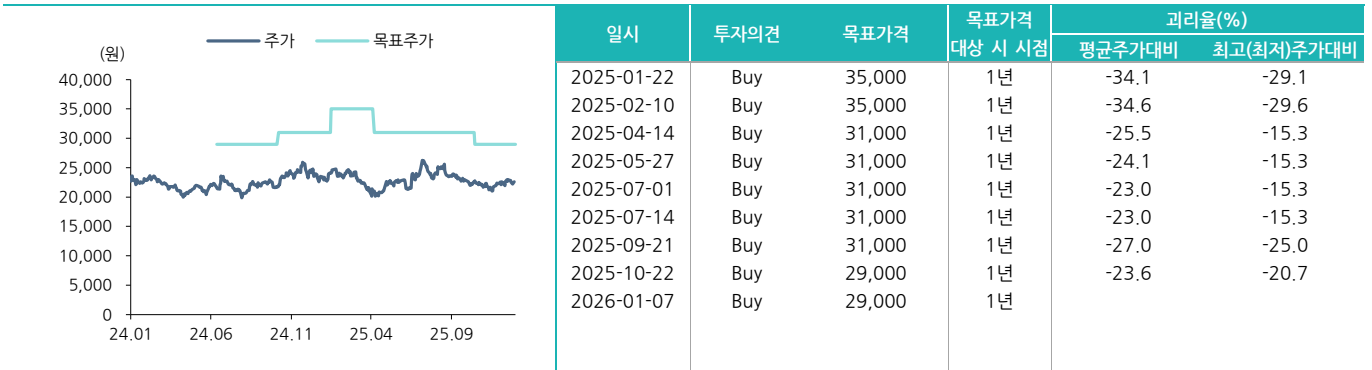 주가 목표주가
(원)
40,000
35,000
30,000
25,000
20,000
15,000
10,000
5,000
0
24.01 24.06 24.11 25.04 25.09
일시 투자의견 목표가격 목표가격 대상 시 시점 괴리율(%)
평균주가대비 최고(최저)주가대비
2025-01-22 Buy 35,000 1년 -34.1 -29.1
2025-02-10 Buy 35,000 1년 -34.6 -29.6
2025-04-14 Buy 31,000 1년 -25.5 -15.3
2025-05-27 Buy 31,000 1년 -24.1 -15.3
2025-07-01 Buy 31,000 1년 -23.0 -15.3
2025-07-14 Buy 31,000 1년 -23.0 -15.3
2025-09-21 Buy 31,000 1년 -27.0 -25.0
2025-10-22 Buy 29,000 1년 -23.6 -20.7
2026-01-07 Buy 29,000 1년